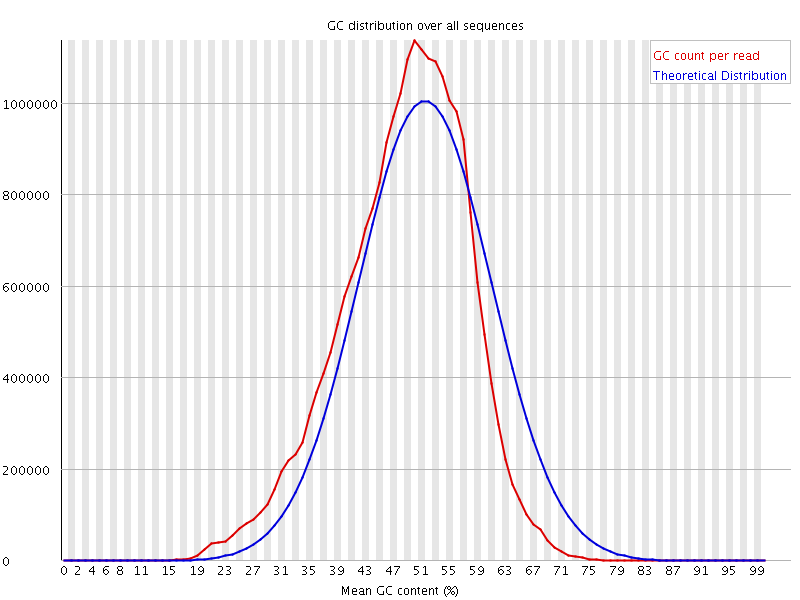 GC distribution over all sequences
GC count per read
Theoretical Distribution
1000000
800000
600000
400000
200000
0
0 2 4 6 8 11 15 19 23 27 31 35 39 43 47 51 55 59 63 67 71 75 79 83 87 91 95 99
Mean GC content (%)